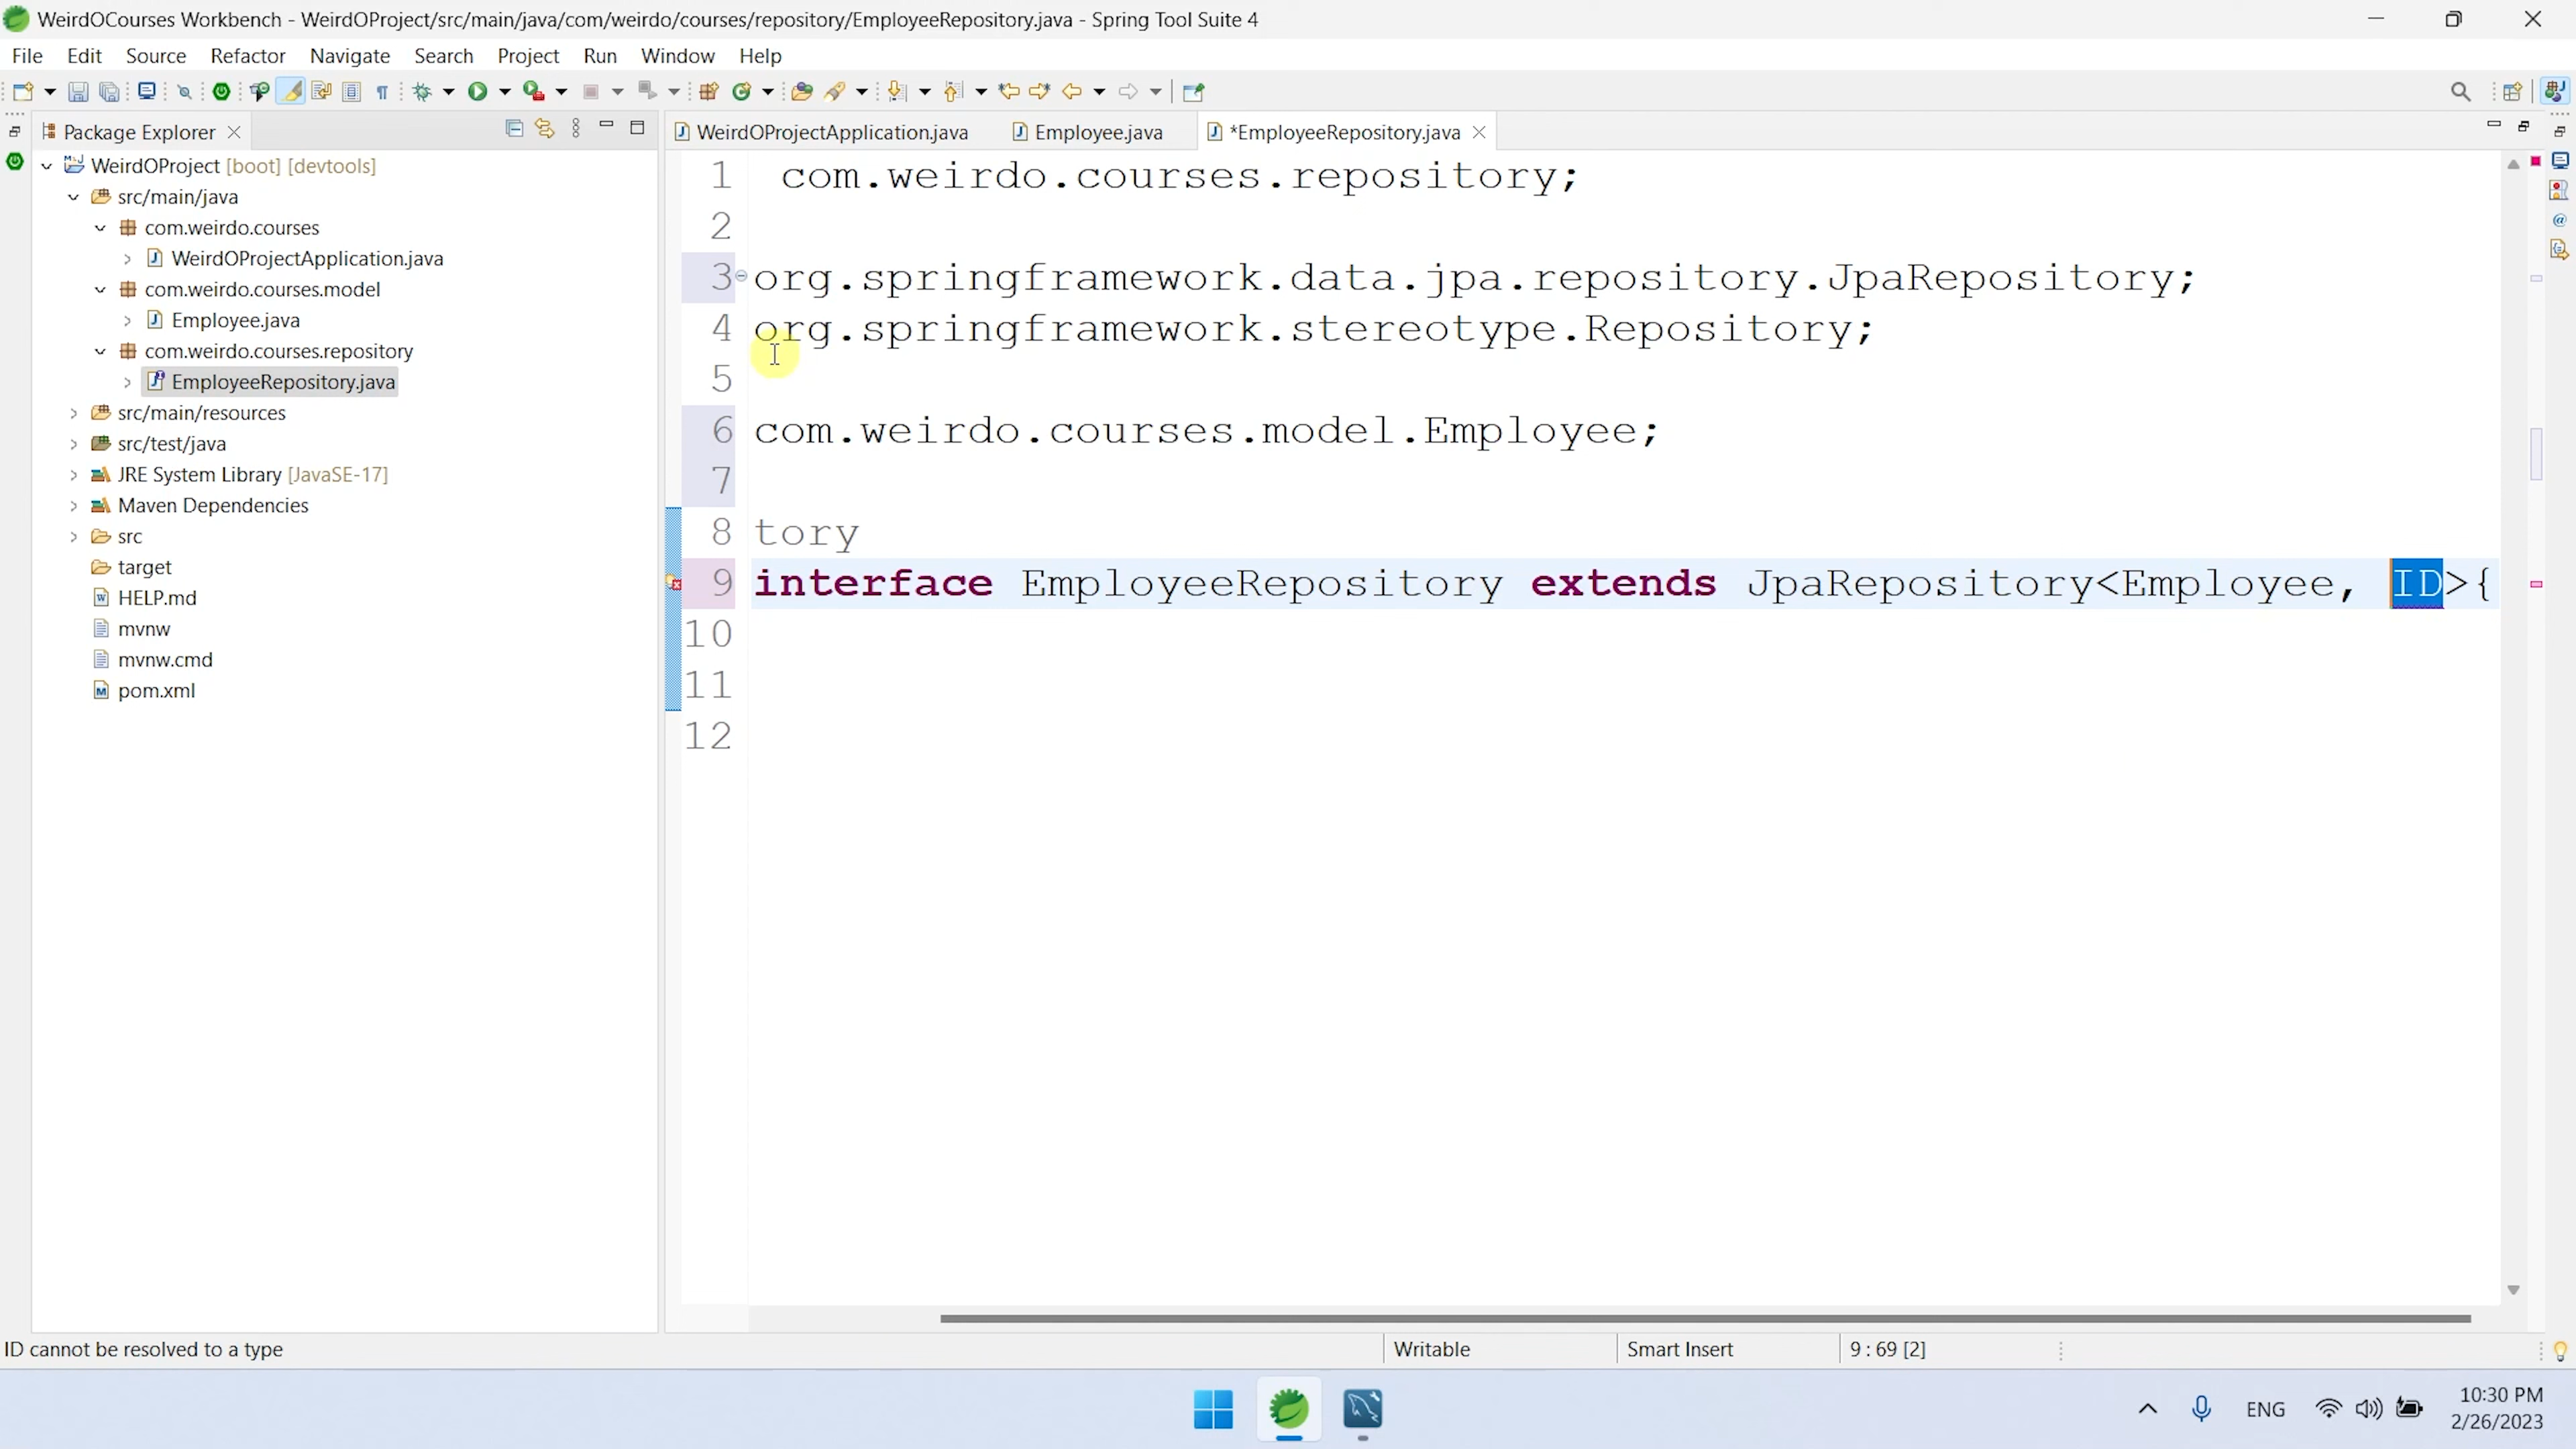 WeirdOCourses Workbench - WeirdOProject/src/main/java/com/weirdo/courses/repository/EmployeeRepository.java - Spring Tool Suite 4
File Edit Source Refactor Navigate Search Project Run Window Help
Package Explorer
WeirdOProject [boot] [devtools]
src/main/java
com.weirdo.courses
WeirdOProjectApplication.java
com.weirdo.courses.model
Employee.java
com.weirdo.courses.repository
EmployeeRepository.java
src/main/resources
src/test/java
JRE System Library [JavaSE-17]
Maven Dependencies
src
target
HELP.md
mvnw
mvnw.cmd
pom.xml
WeirdOProjectApplication.java Employee.java *EmployeeRepository.java
1 com.weirdo.courses.repository;
2
3 org.springframework.data.jpa.repository.JpaRepository;
4 org.springframework.stereotype.Repository;
5
6 com.weirdo.courses.model.Employee;
7
8 tory
9 interface EmployeeRepository extends JpaRepository<Employee, ID>{
10
11
12
ID cannot be resolved to a type Writable Smart Insert 9 : 69 [2]
ENG
10:30 PM
2/26/2023